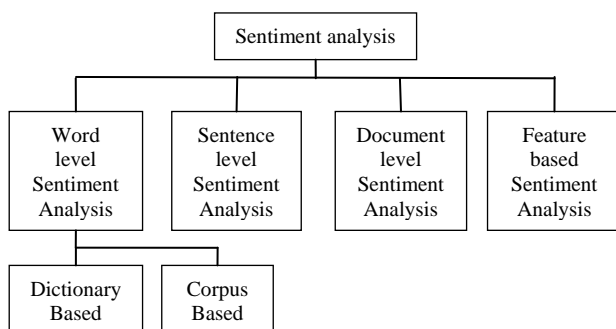 Sentiment analysis
Word
level
Sentiment
Analysis
Sentence
level
Sentiment
Analysis
Document
level
Sentiment
Analysis
Feature
based
Sentiment
Analysis
Dictionary
Based
Corpus
Based